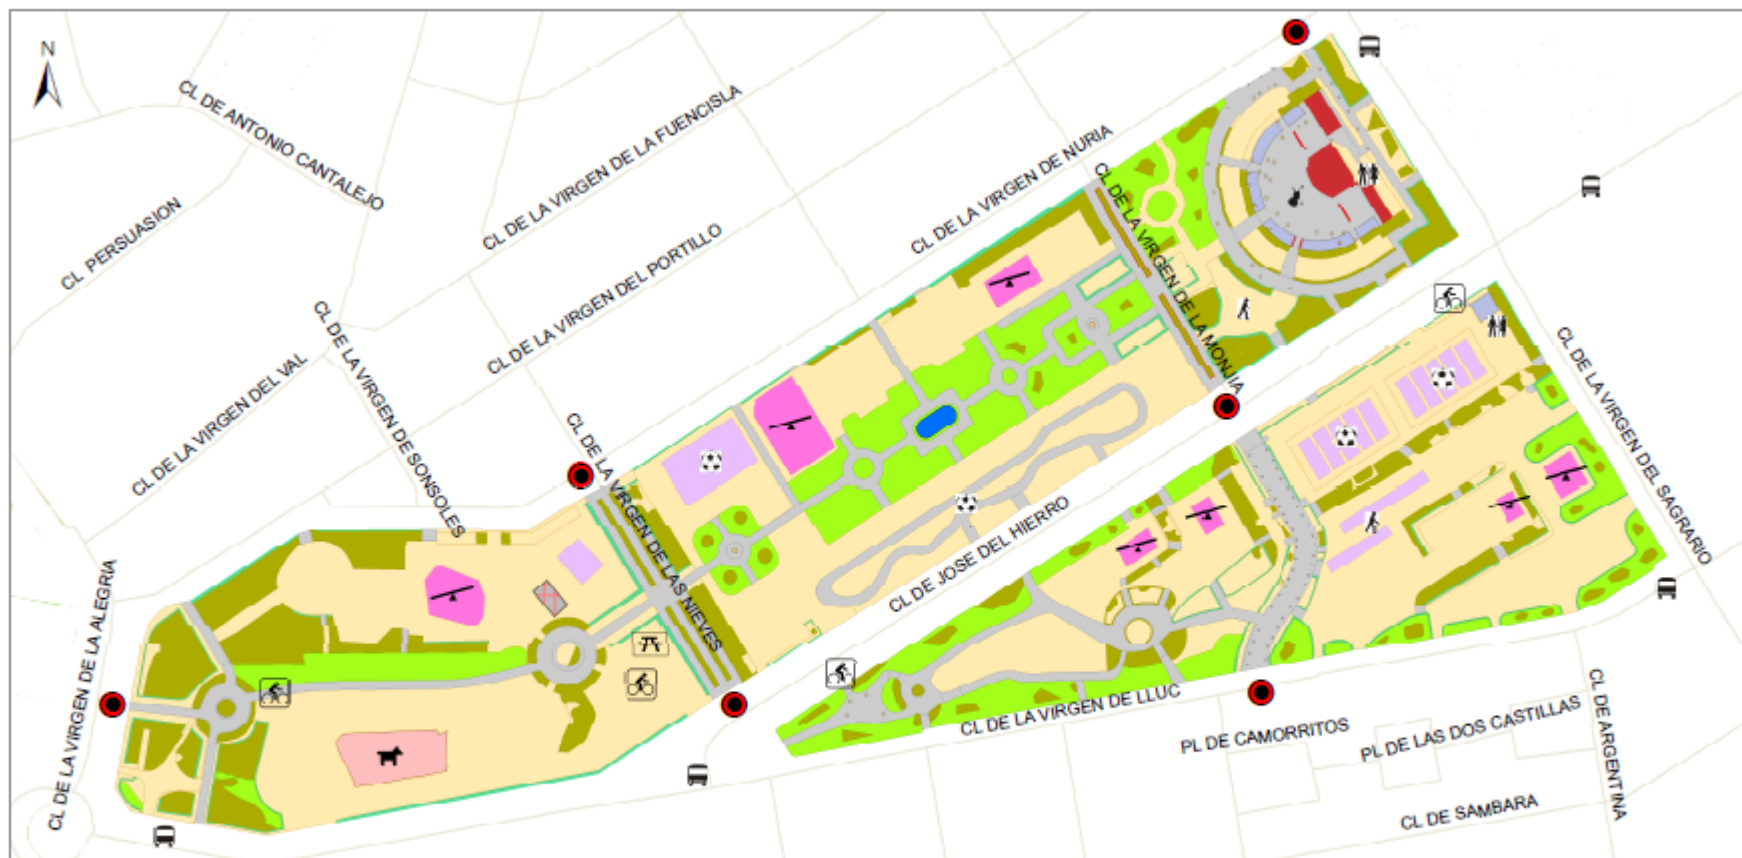 N
CL DE ANTONIO CANTALEJO
CL DE LA VIRGEN DE LA FUENCISLA
CL DE LA VIRGEN DE NURIA
CL PERSUASION
CL DE LA VIRGEN DEL PORTILLO
CL DE LA VIRGEN DE LA MONJIA
CL DE LA VIRGEN DEL VAL
CL DE LA VIRGEN DE SONSOLES
CL DE LA VIRGEN DE LAS NIEVES
CL DE JOSE DEL HIERRO
CL DE LA VIRGEN DEL SAGRARIO
CL DE LA VIRGEN DE LA ALEGRIA
CL DE LA VIRGEN DE LLUC
PL DE CAMORRITOS
PL DE LAS DOS CASTILLAS
CL DE ARGENTINA
CL DE SAMBARA